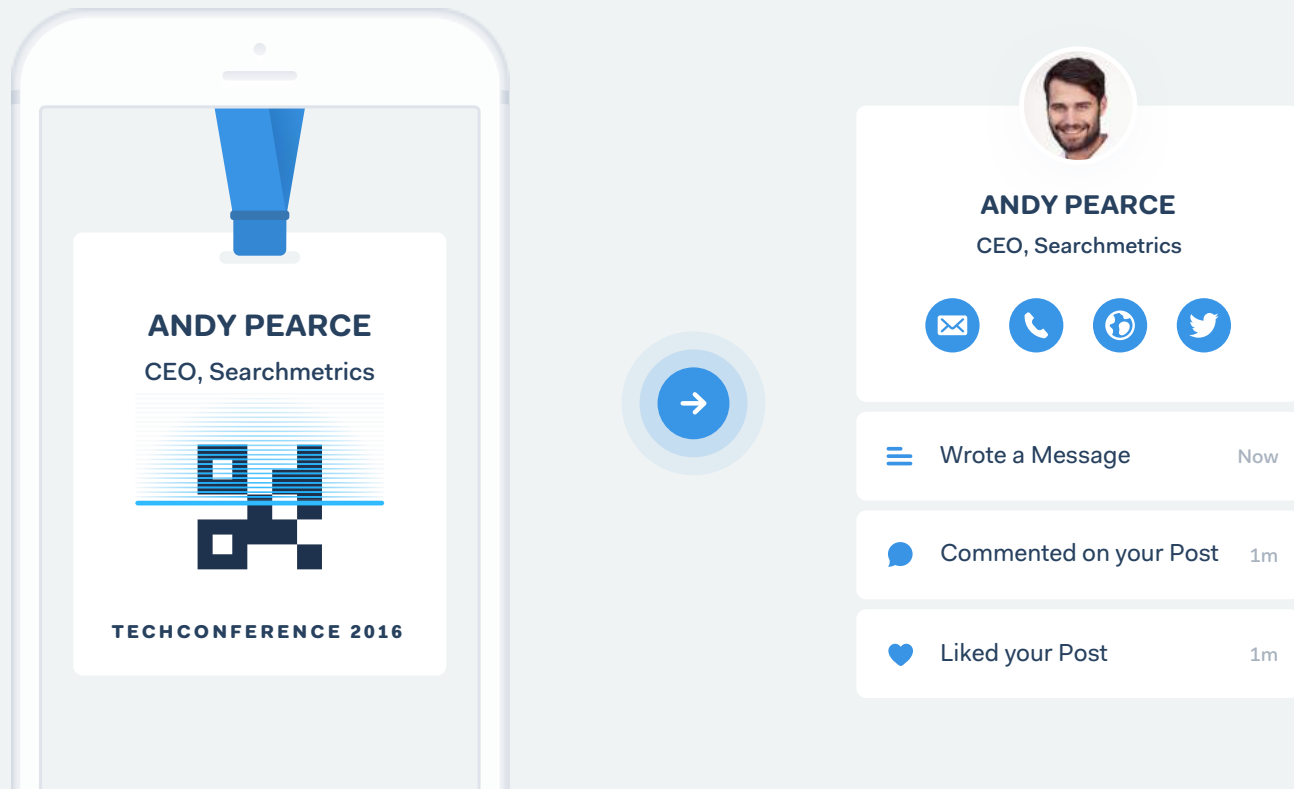 ANDY PEARCE
CEO, Searchmetrics
TECHCONFERENCE 2016
ANDY PEARCE
CEO, Searchmetrics
Wrote a Message Now
Commented on your Post 1m
Liked your Post 1m